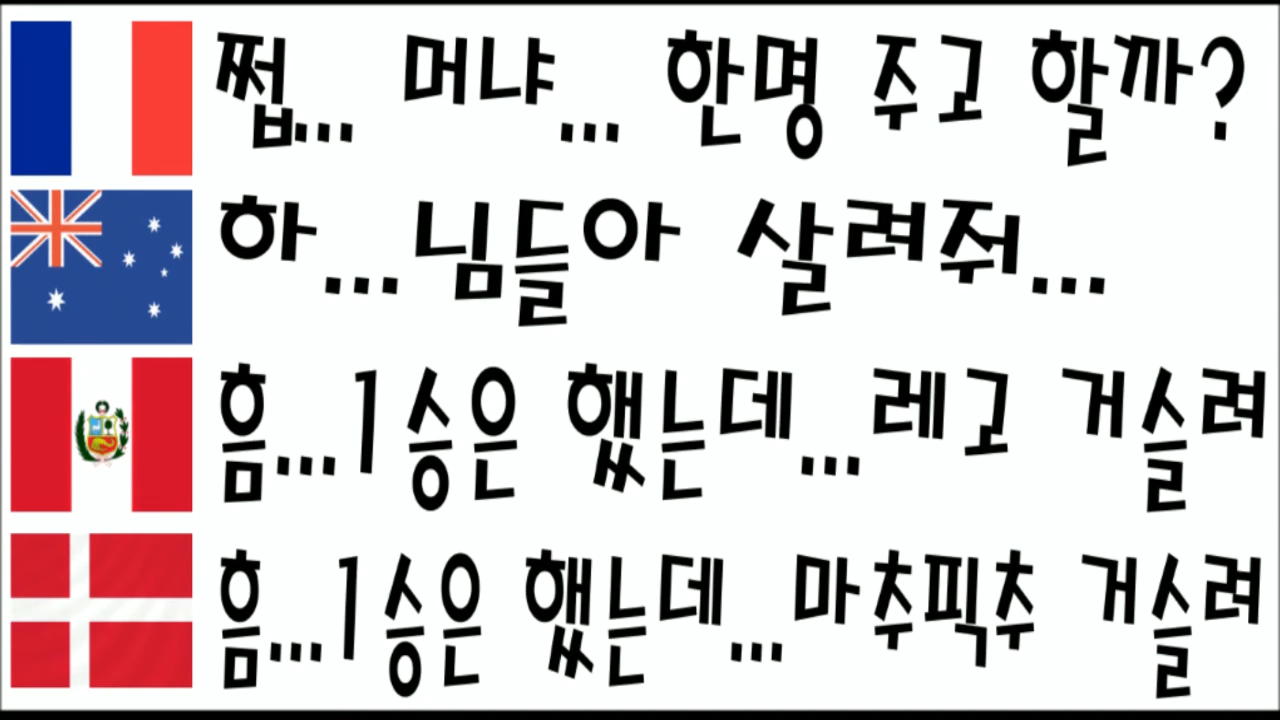 쩝... 머냐... 한명 주고 할까?
하...님들아 살려줘...
흠...1승은 했는데...레고 거슬려
흠...1승은 했는데...마추픽추 거슬려